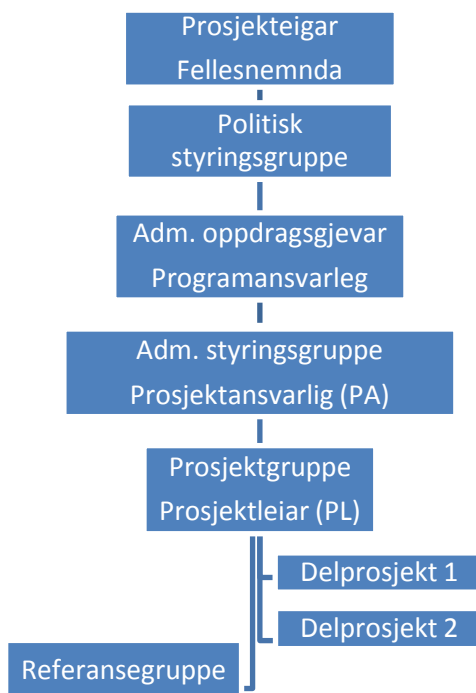 Prosjekteigar
Fellesnemnda
Politisk
styringsgruppe
Adm. oppdragsgjevar
Programansvarleg
Adm. styringsgruppe
Prosjektansvarlig (PA)
Prosjektgruppe
Prosjektleiar (PL)
Delprosjekt 1
Delprosjekt 2
Referansegruppe